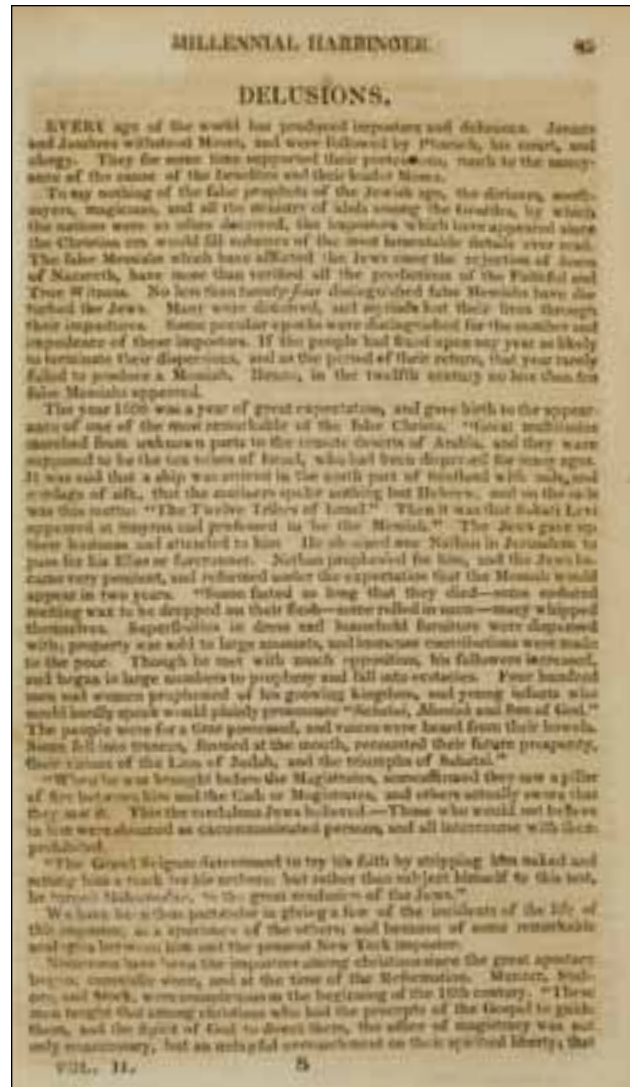 MILLENNIAL HARBINGER. 85
DELUSIONS.
EVERY age of the world has produced impostors and delusions. Jannes
and Jambres withstood Moses, and were followed by Pharaoh, his court, and
clergy. They for some time supported their pretensions, much to the annoy-
ance of the cause of the Israelites and their leader Moses.
To say nothing of the false prophets of the Jewish age, the diviners, sooth-
sayers, magicians, and all the ministry of idols among the Gentiles, by which
the nations were so often deceived, the impostors which have appeared since
the Christian era would fill volumes of the most lamentable details ever read.
The false Messiahs which have afflicted the Jews since the rejection of Jesus
of Nazareth, have more than verified all the predictions of the Faithful and
True Witness. No less than twenty-four distinguished false Messiahs have dis-
turbed the Jews. Many were deceived, and myriads lost their lives through
their impostures. Some peculiar epochs were distinguished for the number and
impudence of these impostors. If the people had fixed upon any year as likely
to terminate their dispersion, and as the period of their return, that year rarely
failed to produce a Messiah. Hence, in the twelfth century no less than ten
false Messiahs appeared.
The year 1666 was a year of great expectation, and gave birth to the appear-
ance of one of the most remarkable of the false Christs. "Great multitudes
marched from unknown parts to the remote deserts of Arabia, and they were
supposed to be the ten tribes of Israel, who had been dispersed for many ages.
It was said that a ship was arrived in the north part of Scotland with sails and
cordage of silk, that the mariners spoke nothing but Hebrew, and on the sails
was this motto: "The Twelve Tribes of Israel." Then it was that Sabati Levi
appeared at Smyrna and professed to be the Messiah." The Jews gave up
their business and attended to him. He obtained one Nathan in Jerusalem to
pass for his Elias or forerunner. Nathan prophesied for him, and the Jews be-
came very penitent, and reformed under the expectation that the Messiah would
appear in two years. "Some fasted so long that they died—some endured
melting wax to be dropped on their flesh—some rolled in snow—many whipped
themselves. Superfluities in dress and household furniture were dispensed
with; property was sold to large amounts, and immense contributions were made
to the poor. Though he met with much opposition, his followers increased,
and began in large numbers to prophesy and fall into ecstacies. Four hundred
men and women prophesied of his growing kingdom, and young infants who
could hardly speak would plainly pronounce "Sabatai, Messiah and Son of God."
The people were for a time possessed, and voices were heard from their bowels.
Some fell into trances, foamed at the mouth, recounted their future prosperity,
their visions of the Lion of Judah, and the triumphs of Sabatai."
"When he was brought before the Magistrates, some affirmed they saw a pillar
of fire between him and the Cadi or Magistrates, and others actually swore that
they saw it. This the credulous Jews believed.—Those who would not believe
in him were shunned as excommunicated persons, and all intercourse with them
prohibited.
"The Grand Seignor determined to try his faith by stripping him naked and
setting him a mark for his archers; but rather than subject himself to this test,
he turned Mahometan, to the great confusion of the Jews."
We have been thus particular in giving a few of the incidents of the life of
this impostor, as a specimen of the others; and because of some remarkable
analogies between him and the present New York impostor.
Numerous have been the impostors among christians since the great apostacy
began; especially since, and at the time of the Reformation. Munzer,
and Stock, were conspicuous in the beginning of the 16th century. "These
men taught that among christians who had the precepts of the Gospel to guide
them, and the Spirit of God to direct them, the office of magistracy was not
only unnecessary, but an unlawful encroachment on their spiritual liberty; that
VOL. II. 8